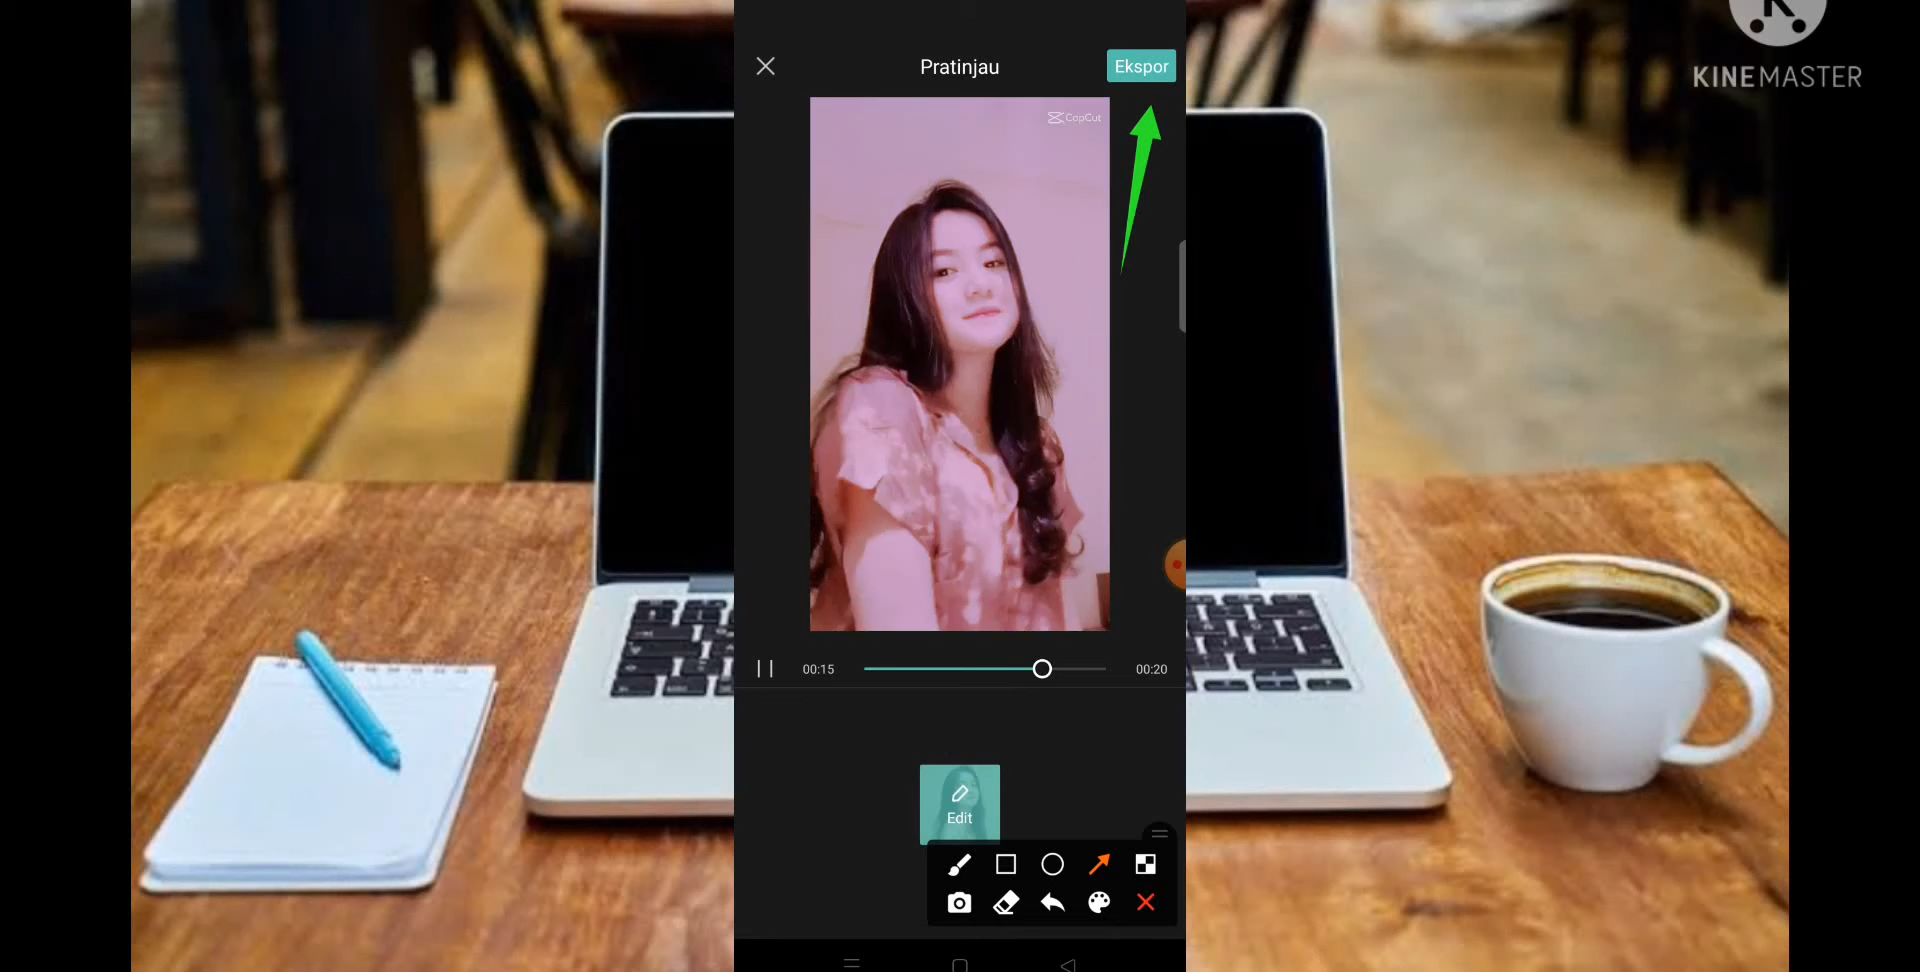 Pratinjau
Ekspor
KINEMASTER
CapCut
00:15
00:20
Edit